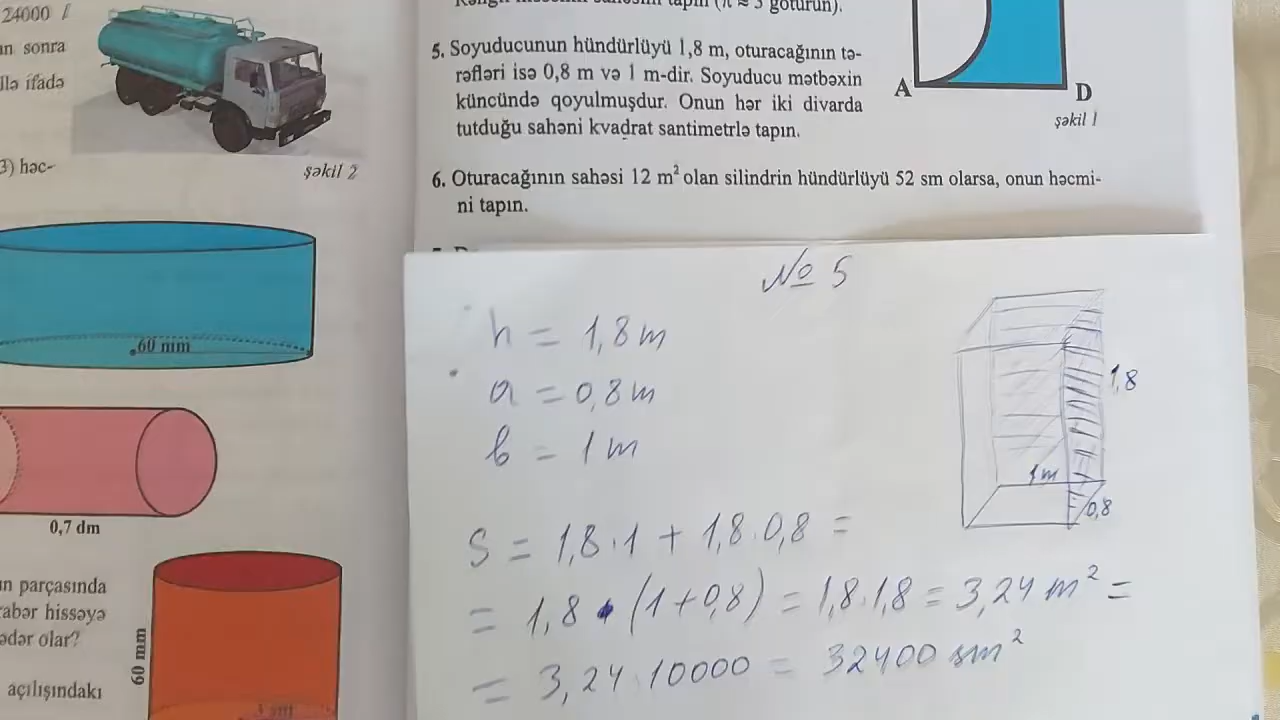 24000 l
an sonra
llə ifadə
3) həc-
şəkil 2
60 mm
0,7 dm
n parçasında
abər hissəyə
ədər olar?
60 mm
açılışındakı
götürün).
5. Soyuducunun hündürlüyü 1,8 m, oturacağının tə-
rəfləri isə 0,8 m və 1 m-dir. Soyuducu mətbəxin
küncündə qoyulmuşdur. Onun hər iki divarda
tutduğu sahəni kvadrat santimetrlə tapın.
A
D
şəkil 1
6. Oturacağının sahəsi 12 m² olan silindrin hündürlüyü 52 sm olarsa, onun həcmi-
ni tapın.
№ 5
h = 1,8 m
a = 0,8 m
b = 1 m
1,8
1m
0,8
S = 1,8 · 1 + 1,8 · 0,8 =
= 1,8 · (1 + 0,8) = 1,8 · 1,8 = 3,24 m² =
= 3,24 · 10000 = 32400 sm²